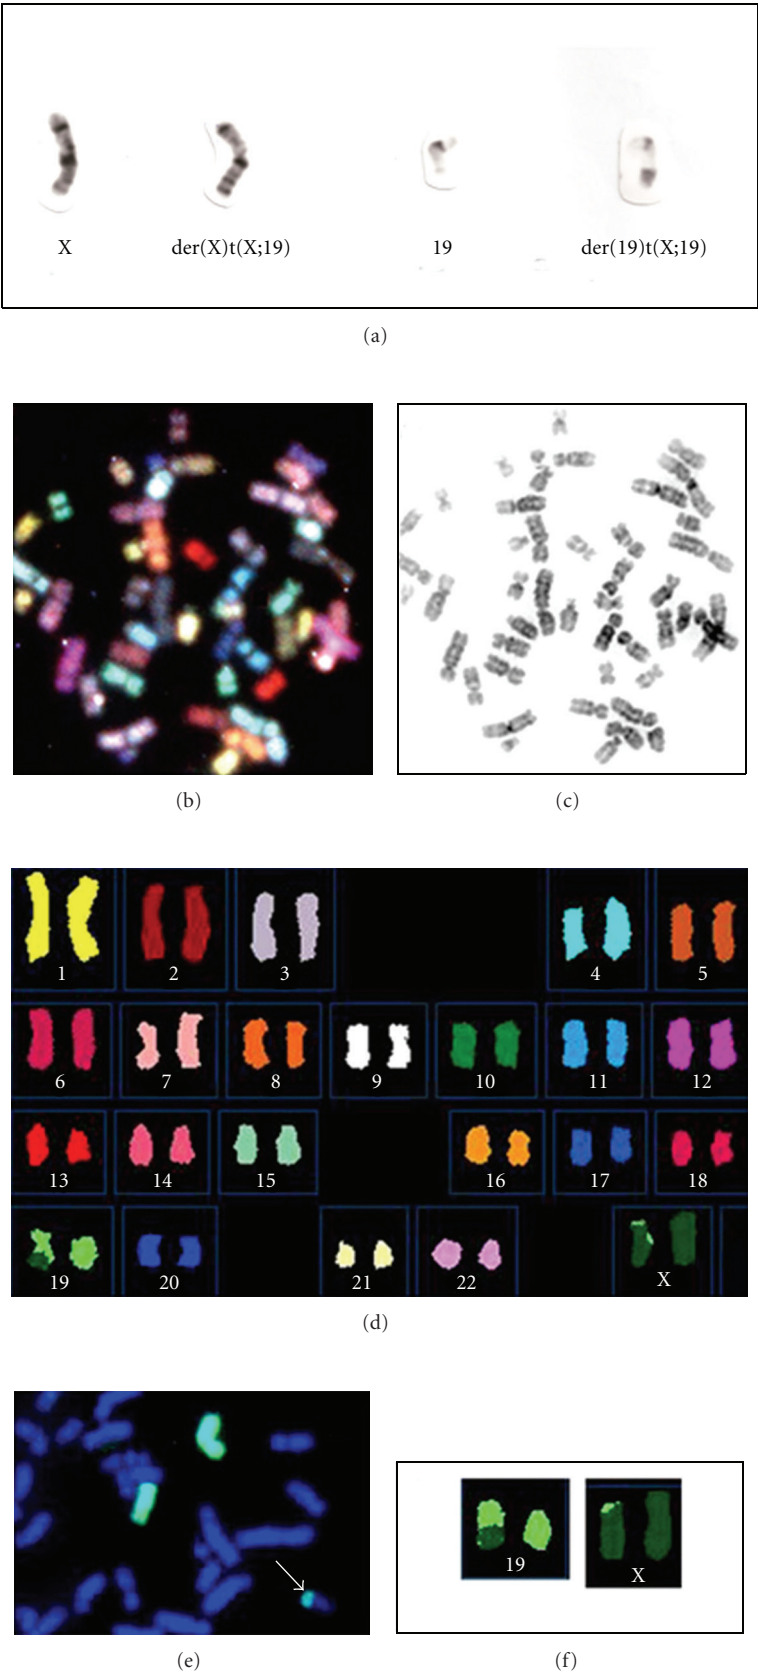 X der(X)t(X;19) 19 der(19)t(X;19)
(a)
(b) (c)
1 2 3 4 5
6 7 8 9 10 11 12
13 14 15 16 17 18
19 20 21 22 X
(d)
19 X
(e) (f)